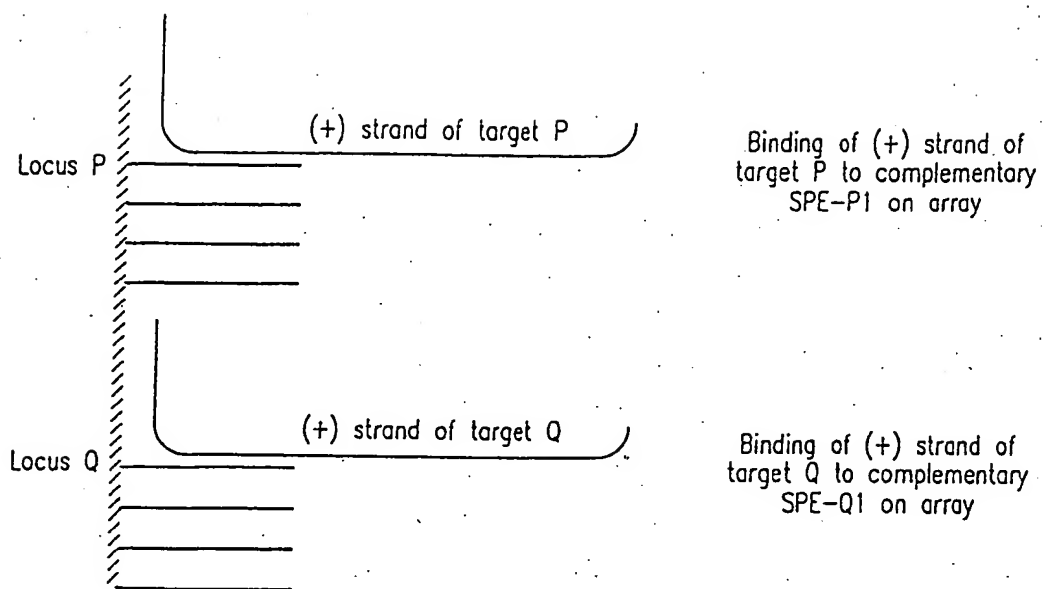 (+) strand of target P
Locus P
Binding of (+) strand of
target P to complementary
SPE-P1 on array
(+) strand of target Q
Locus Q
Binding of (+) strand of
target Q to complementary
SPE-Q1 on array